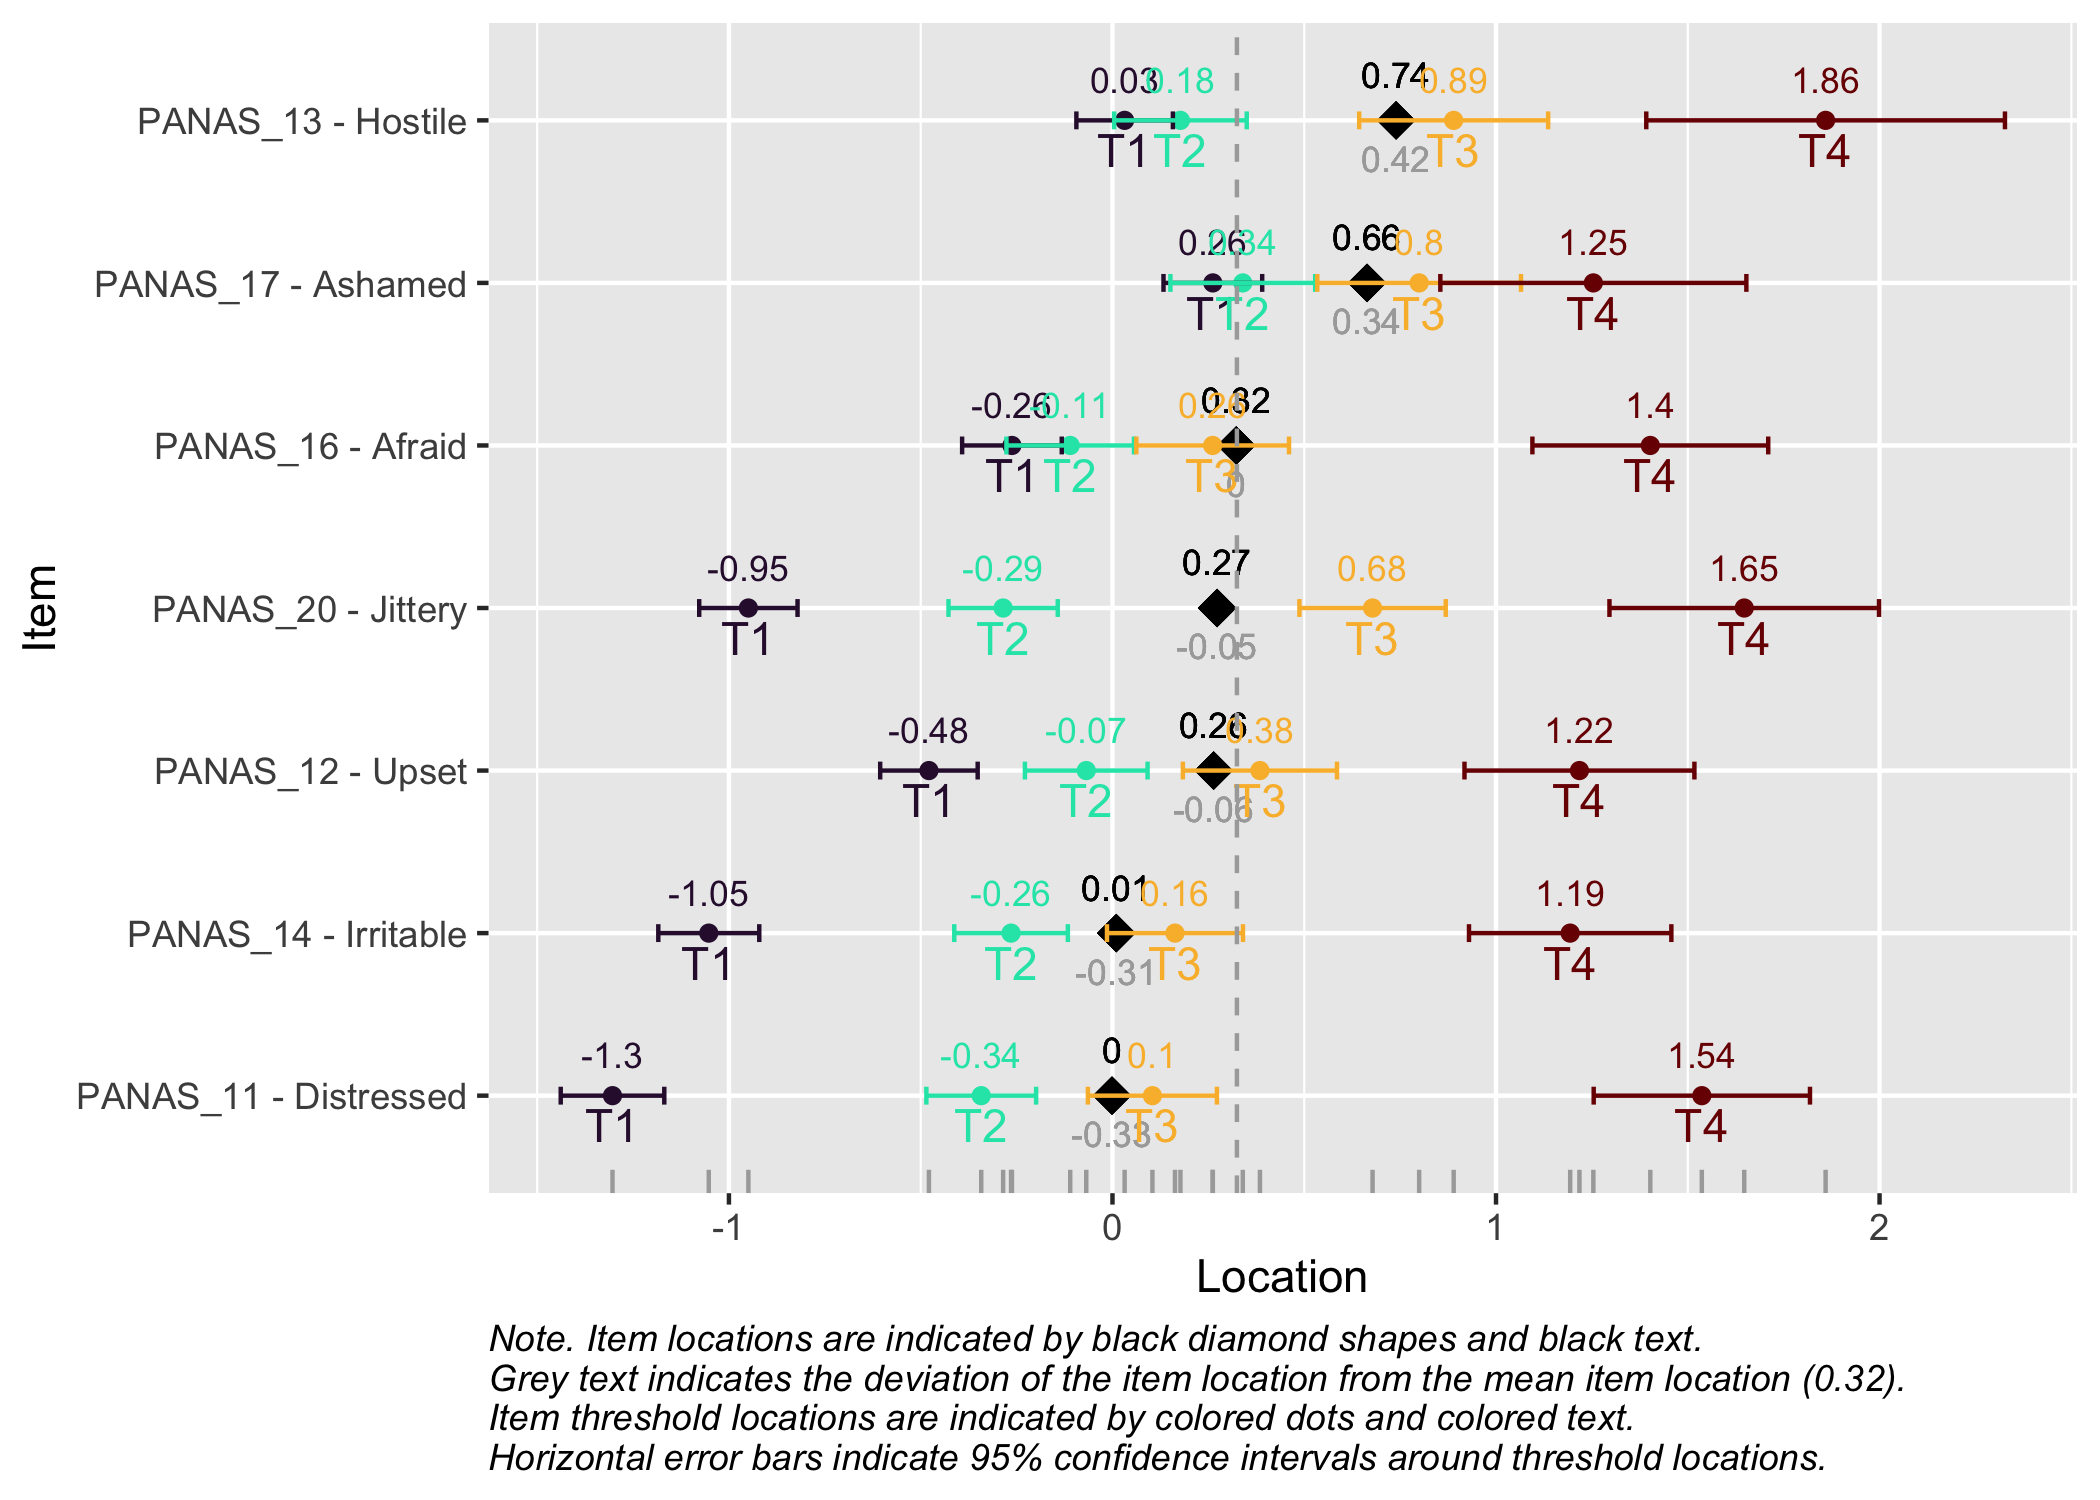 0.03 0.18 0.74 0.89 1.86
PANAS_13 - Hostile
T1 T2 0.42 T3 T4
0.26 0.34 0.66 0.8 1.25
PANAS_17 - Ashamed
T1 T2 0.34 T3 T4
-0.26 -0.11 0.26 0.32 1.4
PANAS_16 - Afraid
T1 T2 T3 0 T4
-0.95 -0.29 0.27 0.68 1.65
PANAS_20 - Jittery
T1 T2 -0.05 T3 T4
-0.48 -0.07 0.26 0.38 1.22
PANAS_12 - Upset
T1 T2 -0.06 T3 T4
-1.05 -0.26 0.01 0.16 1.19
PANAS_14 - Irritable
T1 T2 -0.31 T3 T4
-1.3 -0.34 0 0.1 1.54
PANAS_11 - Distressed
T1 T2 -0.33 T3 T4
Item
-1 0 1 2
Location
Note. Item locations are indicated by black diamond shapes and black text.
Grey text indicates the deviation of the item location from the mean item location (0.32).
Item threshold locations are indicated by colored dots and colored text.
Horizontal error bars indicate 95% confidence intervals around threshold locations.